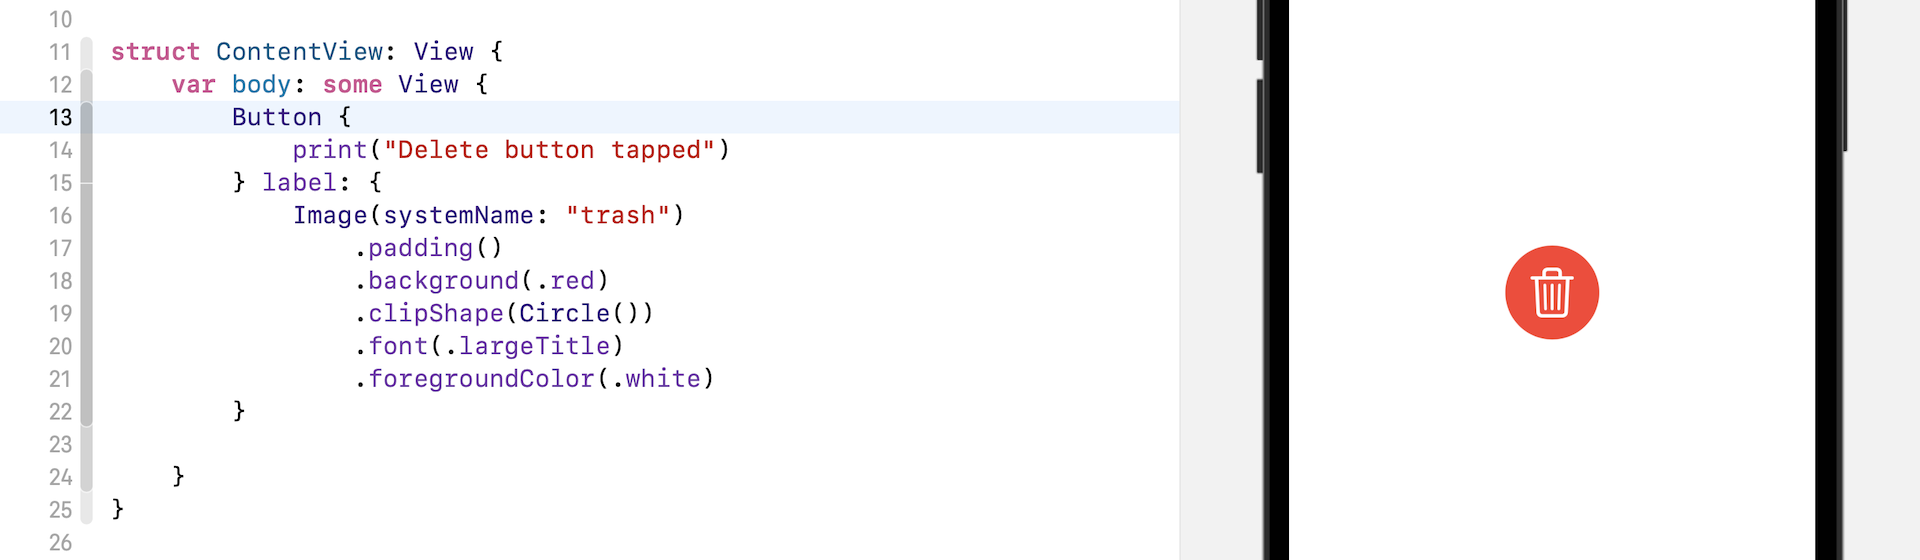 10
11 struct ContentView: View {
12     var body: some View {
13         Button {
14             print("Delete button tapped")
15         } label: {
16             Image(systemName: "trash")
17                 .padding()
18                 .background(.red)
19                 .clipShape(Circle())
20                 .font(.largeTitle)
21                 .foregroundColor(.white)
22         }
23
24     }
25 }
26